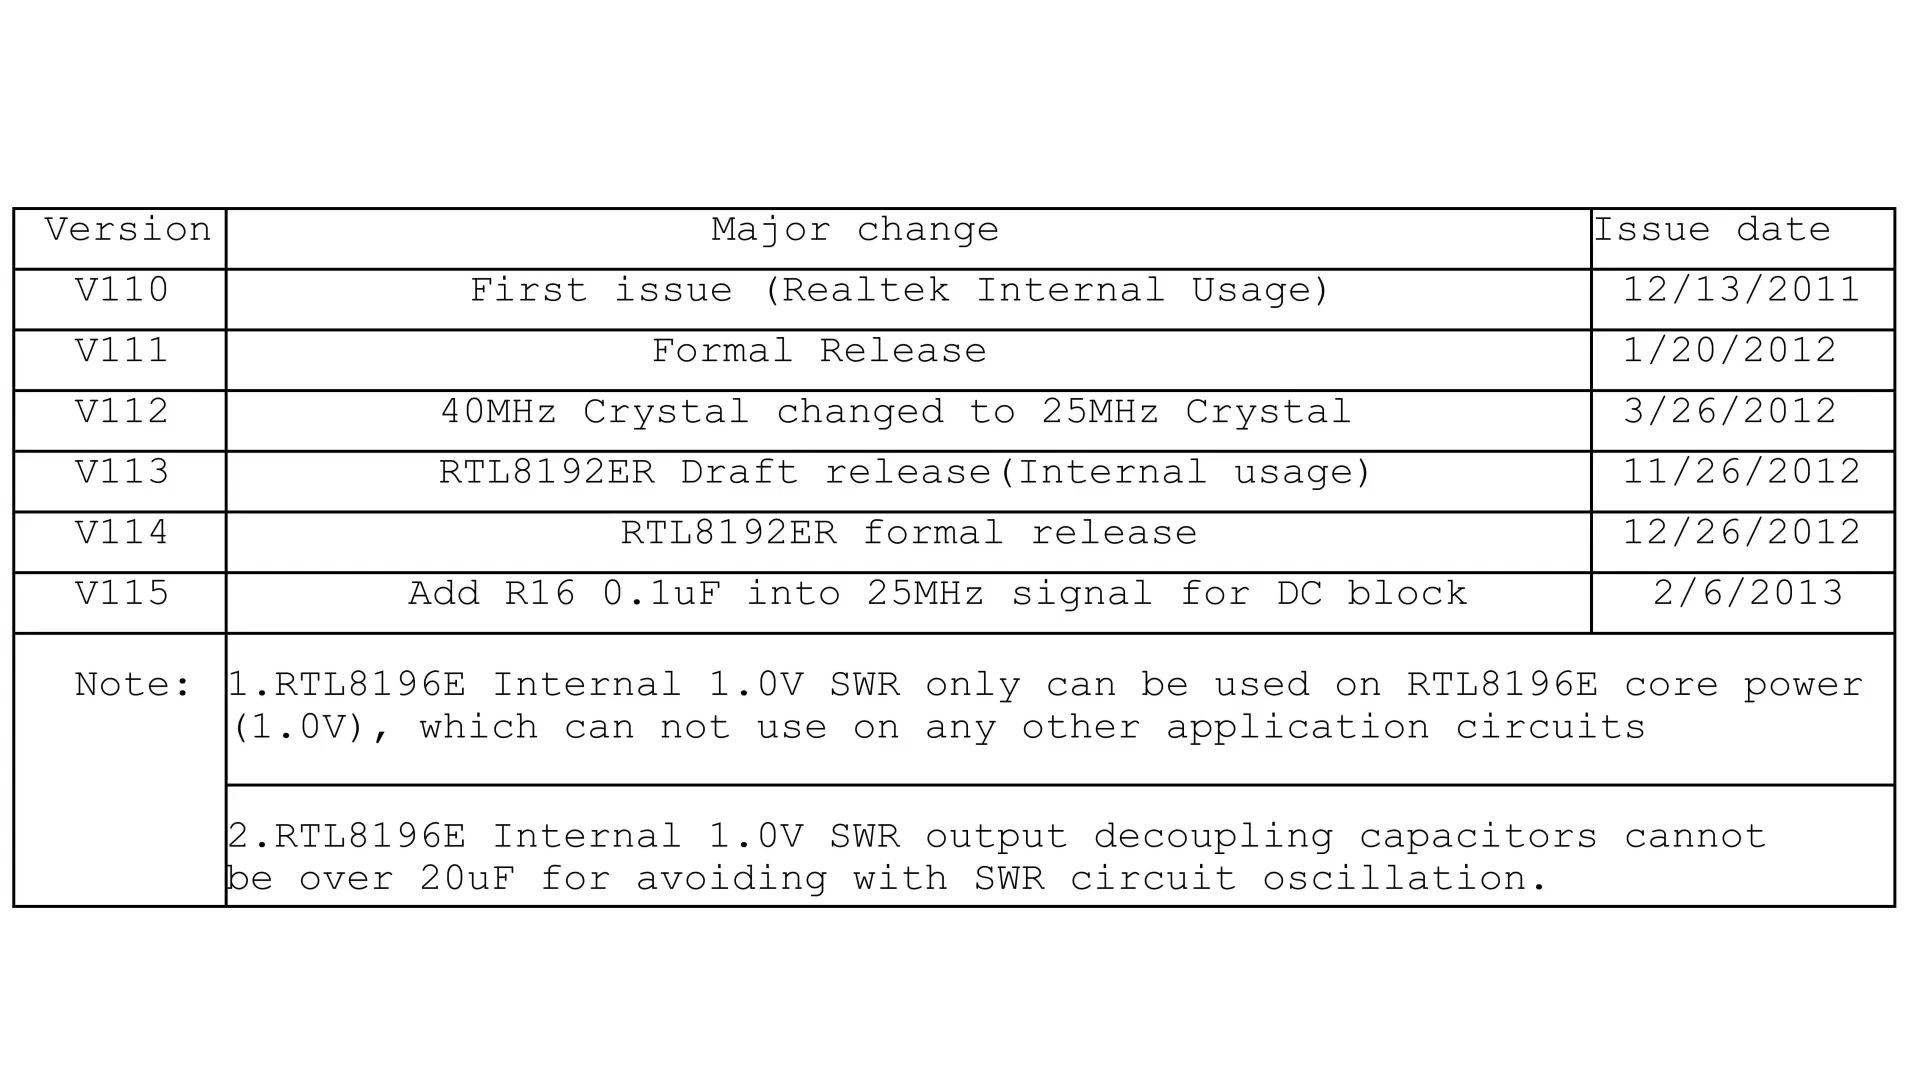 Version Major change Issue date
V110 First issue (Realtek Internal Usage) 12/13/2011
V111 Formal Release 1/20/2012
V112 40MHz Crystal changed to 25MHz Crystal 3/26/2012
V113 RTL8192ER Draft release(Internal usage) 11/26/2012
V114 RTL8192ER formal release 12/26/2012
V115 Add R16 0.1uF into 25MHz signal for DC block 2/6/2013
Note: 1.RTL8196E Internal 1.0V SWR only can be used on RTL8196E core power
(1.0V), which can not use on any other application circuits
2.RTL8196E Internal 1.0V SWR output decoupling capacitors cannot
be over 20uF for avoiding with SWR circuit oscillation.